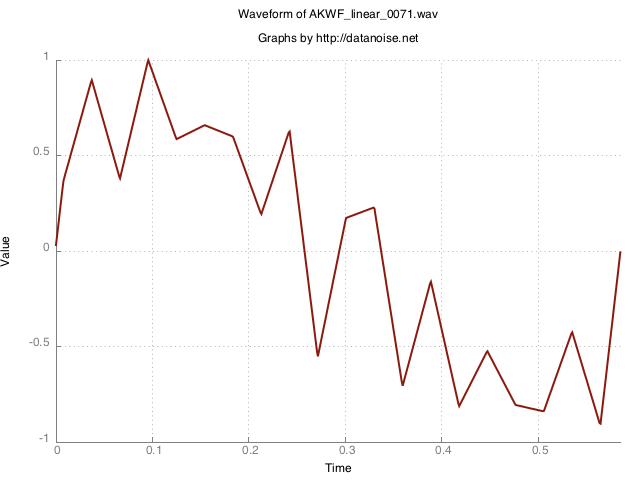 Waveform of AKWF_linear_0071.wav
Graphs by http://datanoise.net
1
0.5
0
-0.5
-1
Value
0 0.1 0.2 0.3 0.4 0.5
Time